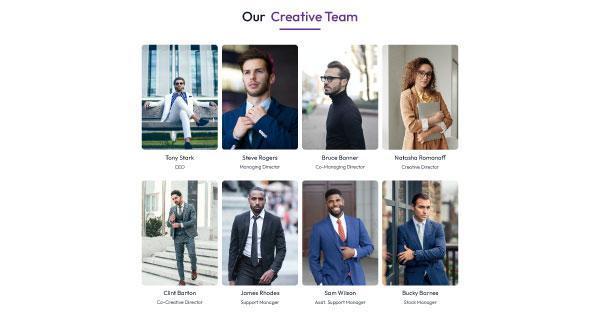 Our Creative Team
Tony Stark
CEO
Steve Rogers
Managing Director
Bruce Banner
Co-Managing Director
Natasha Romanoff
Creative Director
Clint Barton
Co-Creative Director
James Rhodes
Support Manager
Sam Wilson
Asst. Support Manager
Bucky Barnes
Stock Manager